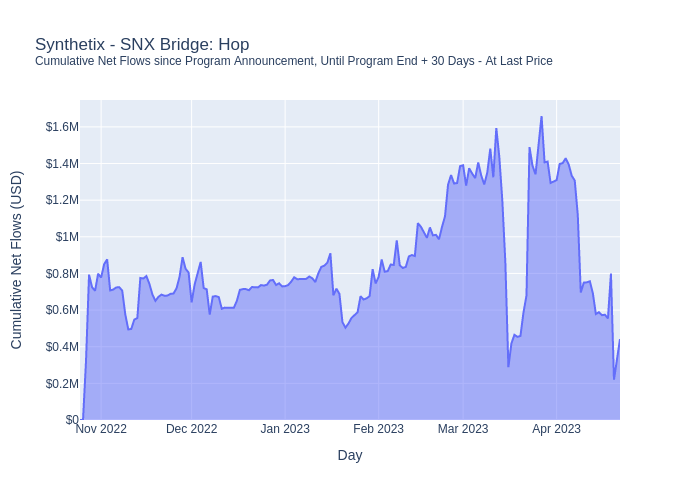 Synthetix - SNX Bridge: Hop
Cumulative Net Flows since Program Announcement, Until Program End + 30 Days - At Last Price
Cumulative Net Flows (USD)
$1.6M
$1.4M
$1.2M
$1M
$0.8M
$0.6M
$0.4M
$0.2M
$0
Nov 2022
Dec 2022
Jan 2023
Feb 2023
Mar 2023
Apr 2023
Day